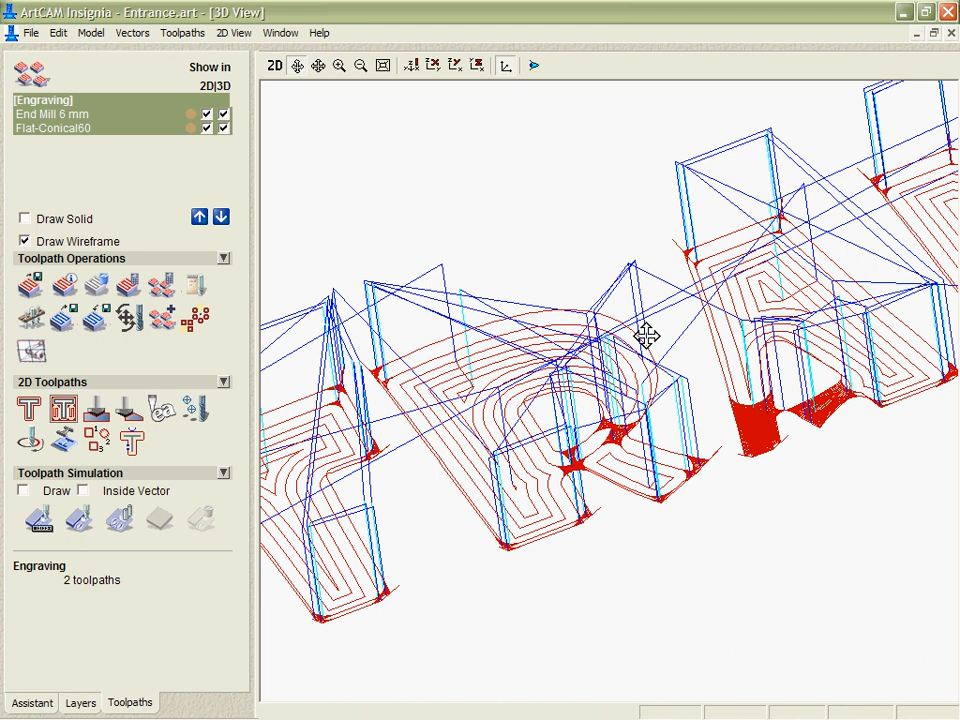 ArtCAM Insignia - Entrance.art - [3D View]
File Edit Model Vectors Toolpaths 2D View Window Help
2D
Show in
2D|3D
[Engraving]
End Mill 6 mm
Flat-Conical60
Draw Solid
Draw Wireframe
Toolpath Operations
2D Toolpaths
Toolpath Simulation
Draw Inside Vector
Engraving
2 toolpaths
Assistant Layers Toolpaths